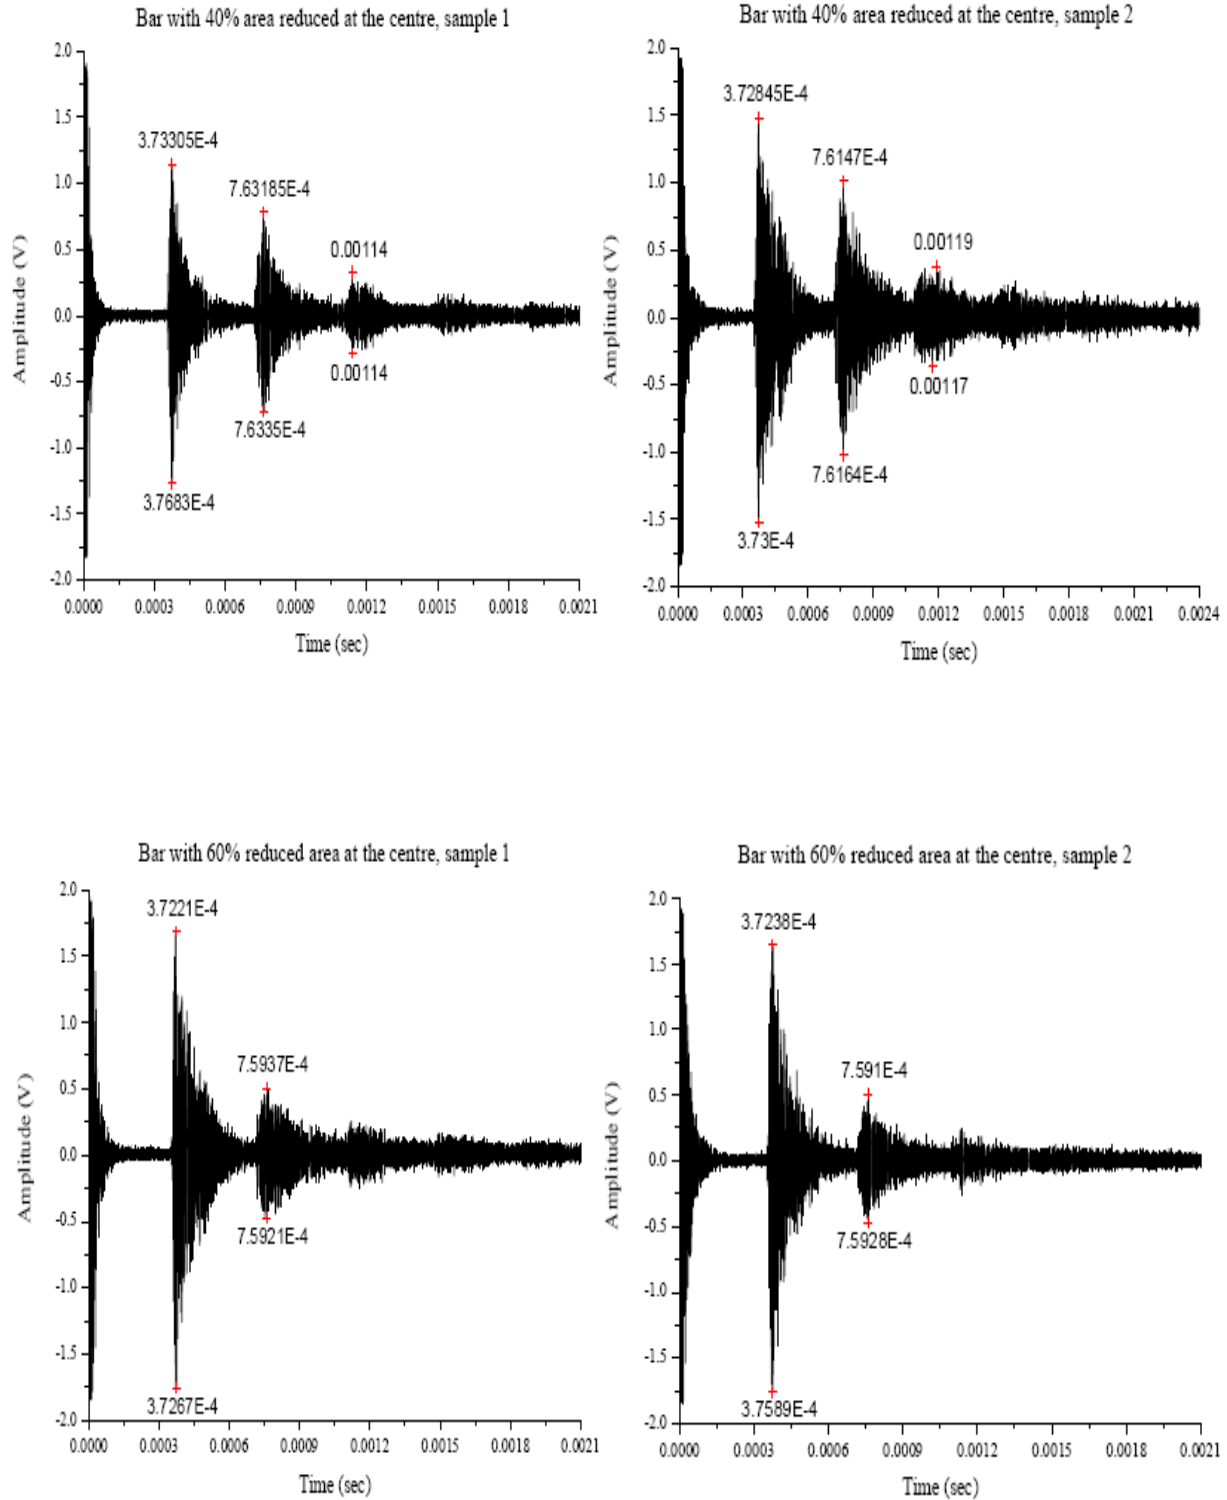 Bar with 40% area reduced at the centre, sample 1
2.0
1.5
1.0
0.5
0.0
-0.5
-1.0
-1.5
-2.0
Amplitude (V)
3.73305E-4
7.63185E-4
0.00114
0.00114
7.6335E-4
3.7683E-4
0.0000 0.0003 0.0006 0.0009 0.0012 0.0015 0.0018 0.0021
Time (sec)
Bar with 40% area reduced at the centre, sample 2
2.0
1.5
1.0
0.5
0.0
-0.5
-1.0
-1.5
-2.0
Amplitude (V)
3.72845E-4
7.6147E-4
0.00119
0.00117
7.6164E-4
3.73E-4
0.0000 0.0003 0.0006 0.0009 0.0012 0.0015 0.0018 0.0021 0.0024
Time (sec)
Bar with 60% reduced area at the centre, sample 1
2.0
1.5
1.0
0.5
0.0
-0.5
-1.0
-1.5
-2.0
Amplitude (V)
3.7221E-4
7.5937E-4
7.5921E-4
3.7267E-4
0.0000 0.0003 0.0006 0.0009 0.0012 0.0015 0.0018 0.0021
Time (sec)
Bar with 60% reduced area at the centre, sample 2
2.0
1.5
1.0
0.5
0.0
-0.5
-1.0
-1.5
-2.0
Amplitude (V)
3.7238E-4
7.591E-4
7.5928E-4
3.7589E-4
0.0000 0.0003 0.0006 0.0009 0.0012 0.0015 0.0018 0.0021
Time (sec)